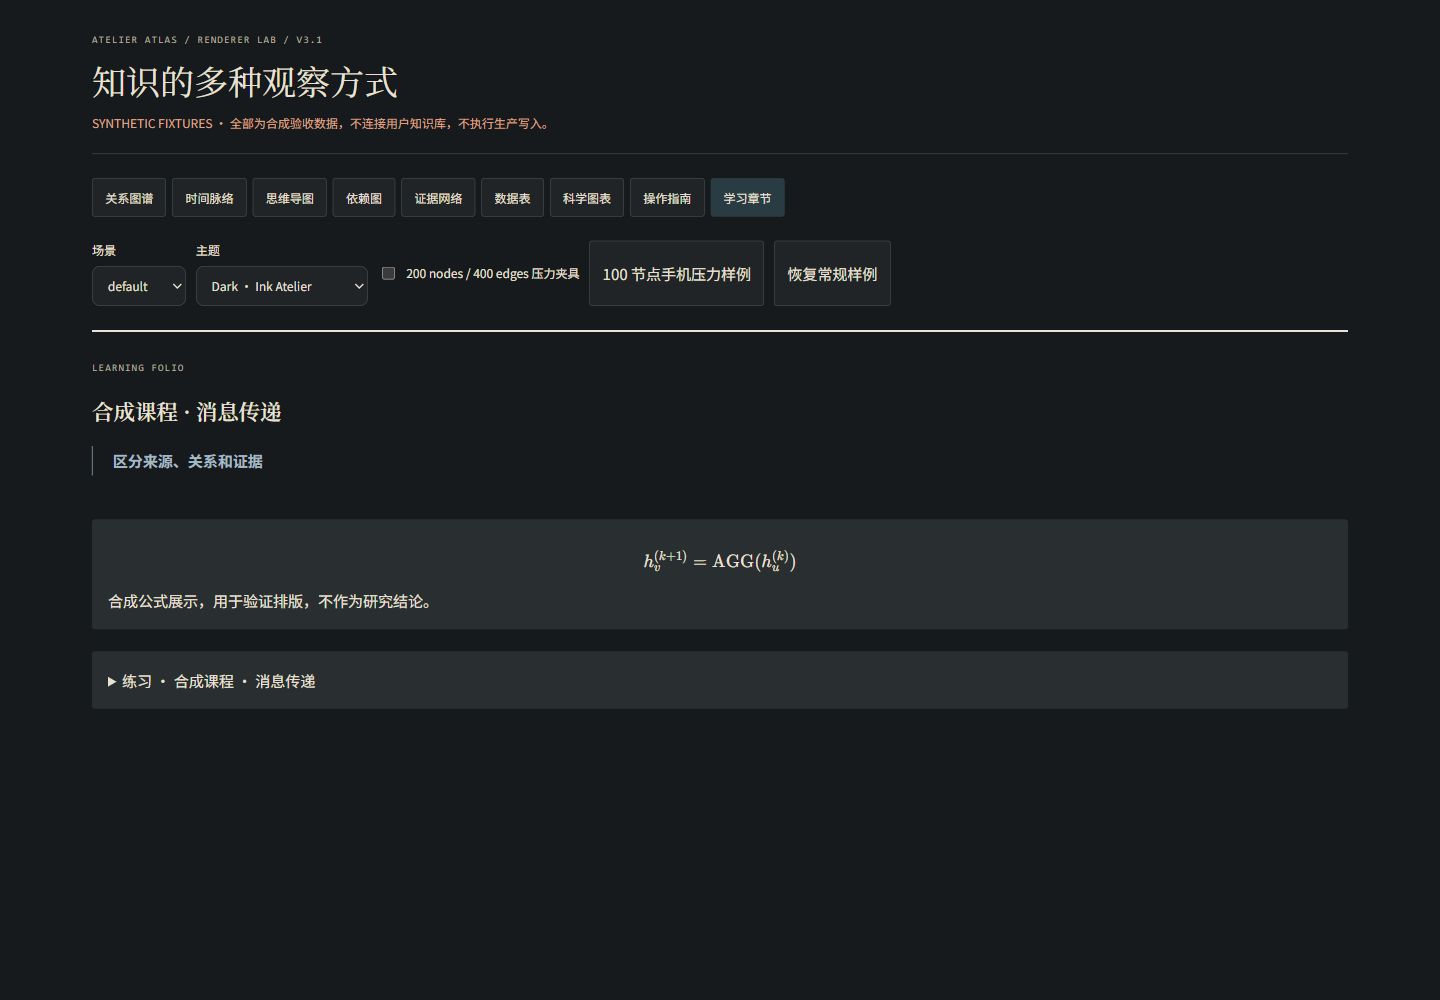 ATELIER ATLAS / RENDERER LAB / V3.1
知识的多种观察方式
SYNTHETIC FIXTURES · 全部为合成验收数据，不连接用户知识库，不执行生产写入。
关系图谱 时间脉络 思维导图 依赖图 证据网络 数据表 科学图表 操作指南 学习章节
场景 主题
default Dark · Ink Atelier 200 nodes / 400 edges 压力夹具 100 节点手机压力样例 恢复常规样例
LEARNING FOLIO
合成课程 · 消息传递
区分来源、关系和证据
h_v^{(k+1)} = AGG(h_u^{(k)})
合成公式展示，用于验证排版，不作为研究结论。
▶ 练习 · 合成课程 · 消息传递